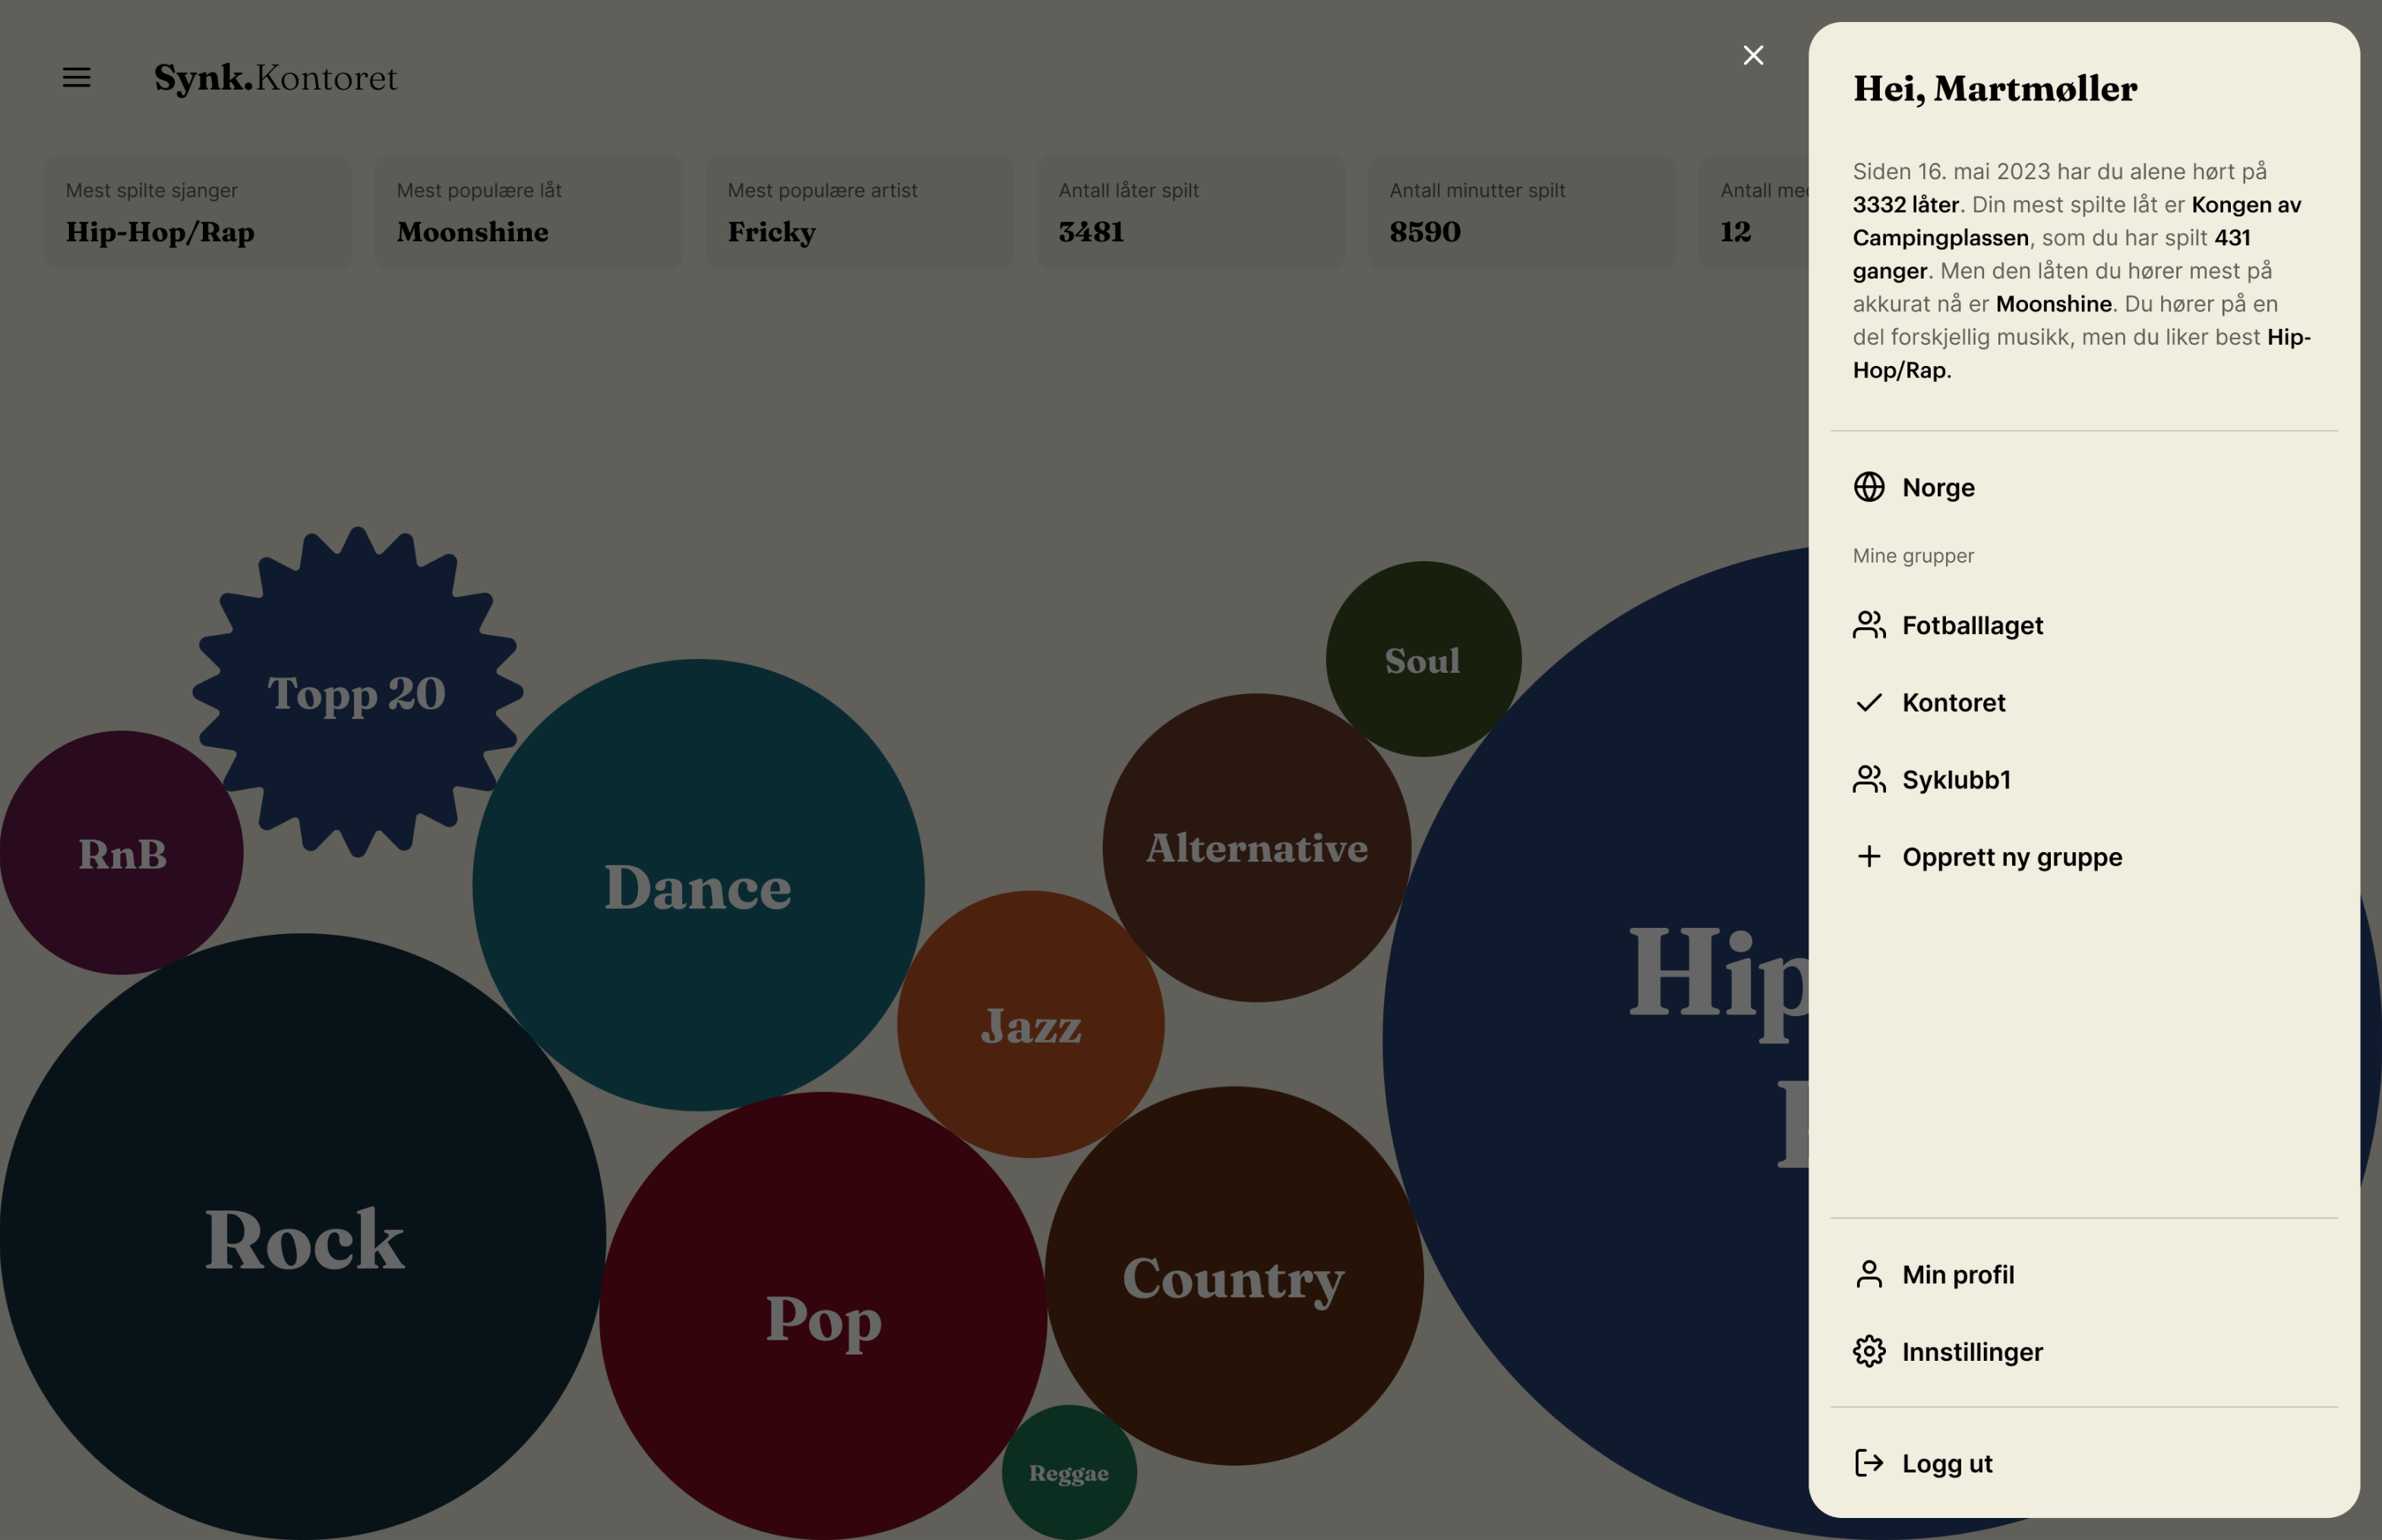 Synk.Kontoret
Mest spilte sjanger
Hip-Hop/Rap
Mest populære låt
Moonshine
Mest populære artist
Fricky
Antall låter spilt
3481
Antall minutter spilt
8590
Antall
12
Topp 20
RnB
Dance
Soul
Alternative
Jazz
Hip
Rock
Pop
Country
Reggae
Hei, Martmøller
Siden 16. mai 2023 har du alene hørt på
3332 låter. Din mest spilte låt er Kongen av
Campingplassen, som du har spilt 431
ganger. Men den låten du hører mest på
akkurat nå er Moonshine. Du hører på en
del forskjellig musikk, men du liker best Hip-
Hop/Rap.
Norge
Mine grupper
Fotballlaget
Kontoret
Syklubb1
Opprett ny gruppe
Min profil
Innstillinger
Logg ut